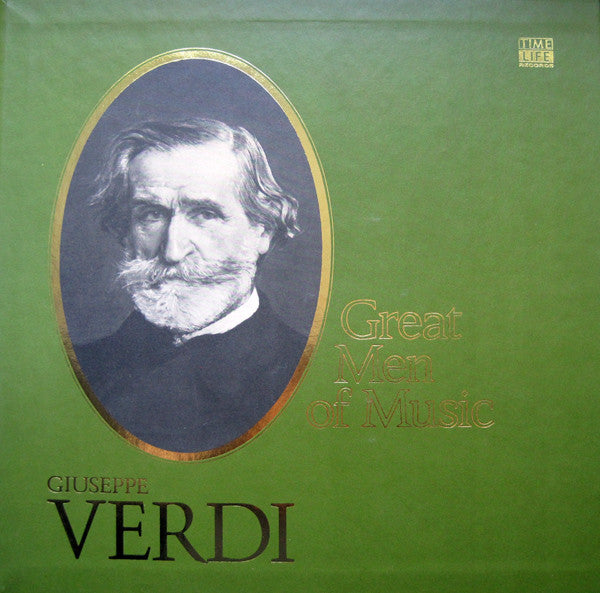 TIME
LIFE
RECORDS
Great
Men
of Music
GIUSEPPE
VERDI